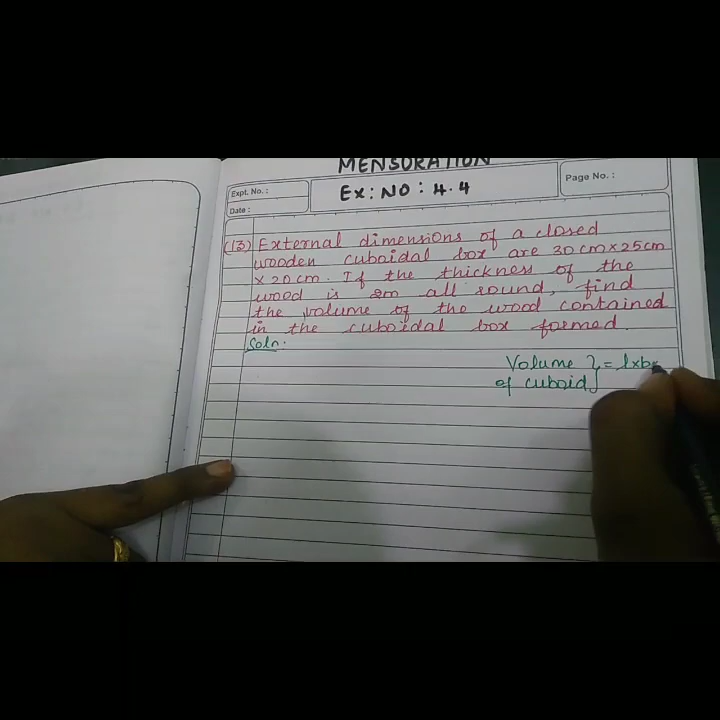 MENSURATION
Expt. No. :
Date :
Ex : NO : 4.4
Page No. :
(13) External dimensions of a closed
wooden cuboidal box are 30cm×25cm
×20cm. If the thickness of the
wood is all round, find
the volume of the wood contained
in the cuboidal box formed.
Soln.
Volume } = l×b×
of cuboid